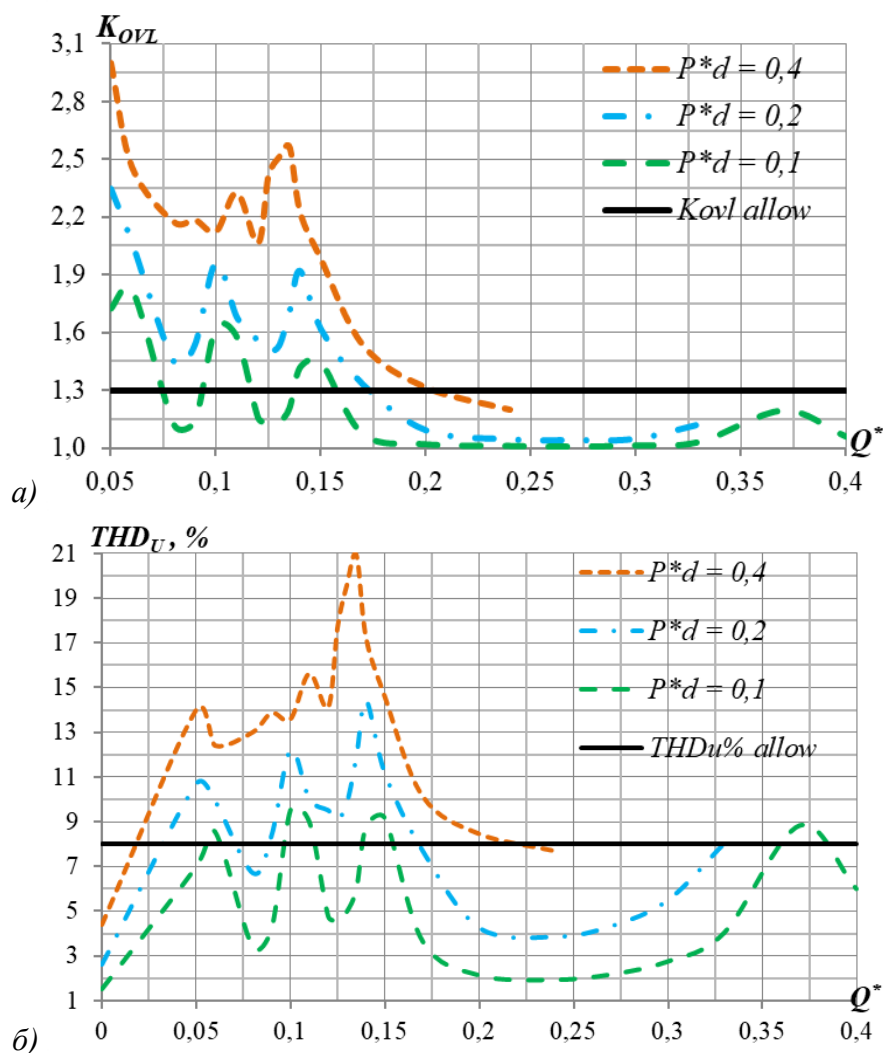 K_OVL
3,1
2,8
2,5
2,2
1,9
1,6
1,3
1,0
P*d = 0,4
P*d = 0,2
P*d = 0,1
Kovl allow
Q*
0,05 0,1 0,15 0,2 0,25 0,3 0,35 0,4
а)
THD_U , %
21
19
17
15
13
11
9
7
5
3
1
P*d = 0,4
P*d = 0,2
P*d = 0,1
THDu% allow
Q*
0 0,05 0,1 0,15 0,2 0,25 0,3 0,35 0,4
б)